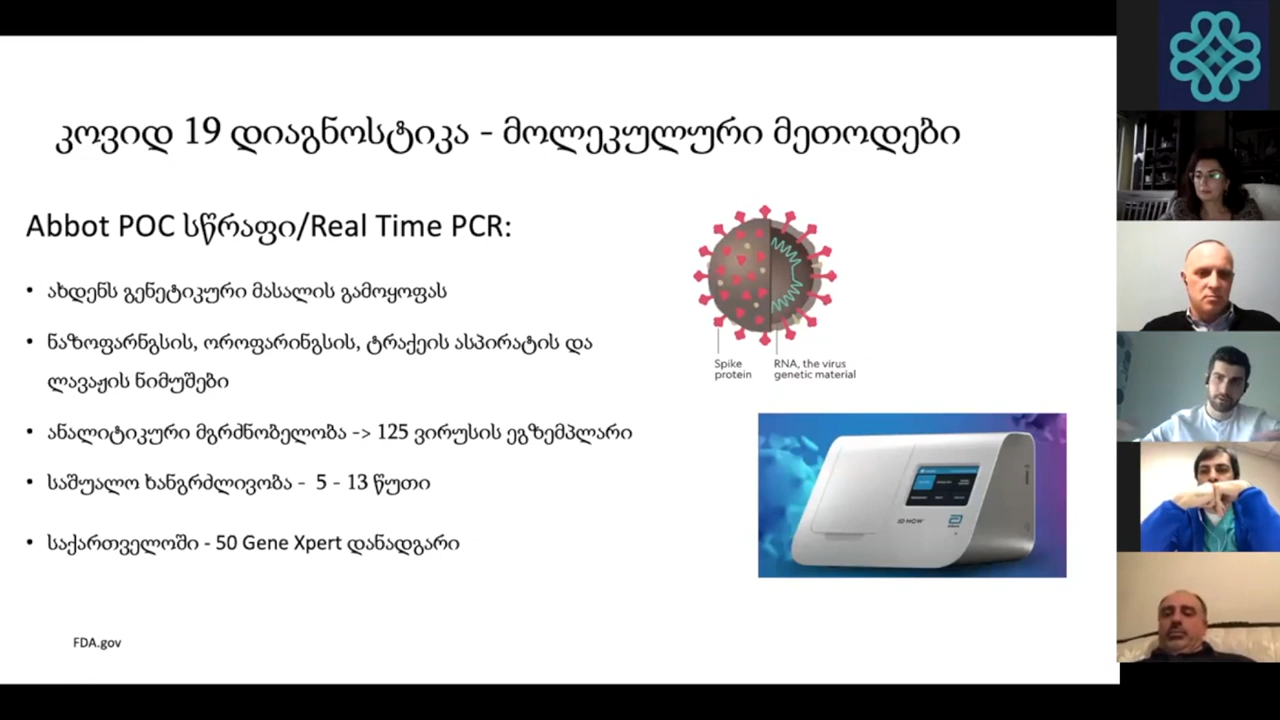 კოვიდ 19 დიაგნოსტიკა - მოლეკულური მეთოდები
Abbot POC სწრაფი/Real Time PCR:
• ახდენს გენეტიკური მასალის გამოყოფას
• ნაზოფარნგსის, ოროფარინგსის, ტრაქეის ასპირატის და
ლავაჟის ნიმუშები
• ანალიტიკური მგრძნობელობა -> 125 ვირუსის ეგზემპლარი
• საშუალო ხანგრძლივობა - 5 - 13 წუთი
• საქართველოში - 50 Gene Xpert დანადგარი
Spike
protein
RNA, the virus
genetic material
ID NOW
FDA.gov